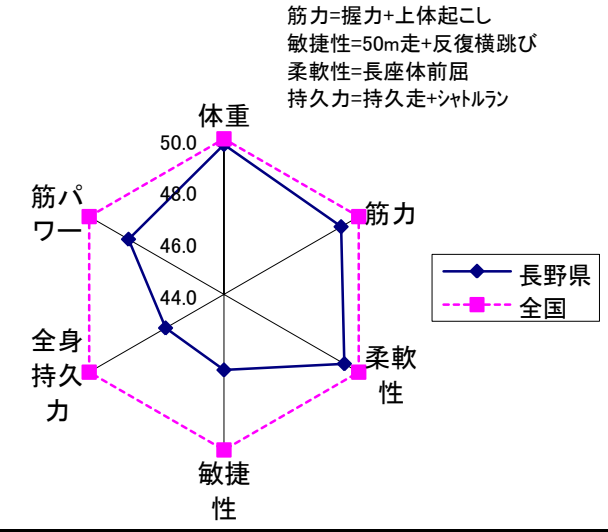 筋力=握力+上体起こし
敏捷性=50m走+反復横跳び
柔軟性=長座体前屈
持久力=持久走+ｼｬﾄﾙﾗﾝ
体重
50.0
48.0
46.0
44.0
筋パ
ワー
筋力
長野県
全国
全身
持久
力
柔軟
性
敏捷
性